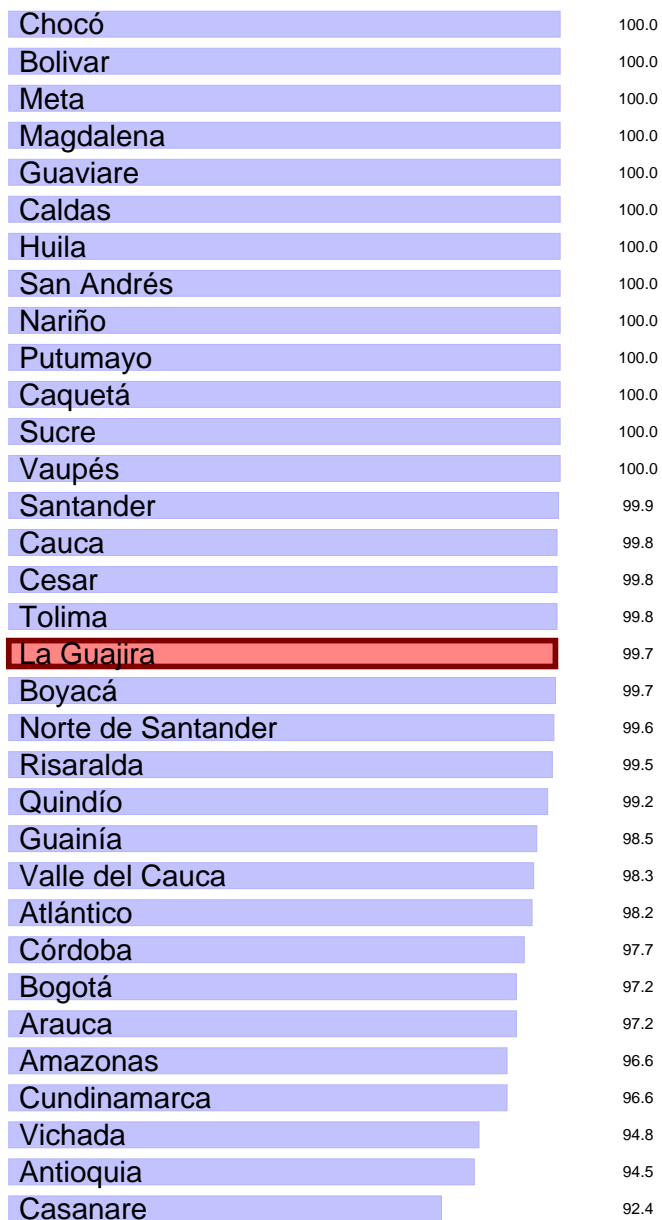 Chocó 100.0
Bolivar 100.0
Meta 100.0
Magdalena 100.0
Guaviare 100.0
Caldas 100.0
Huila 100.0
San Andrés 100.0
Nariño 100.0
Putumayo 100.0
Caquetá 100.0
Sucre 100.0
Vaupés 100.0
Santander 99.9
Cauca 99.8
Cesar 99.8
Tolima 99.8
La Guajira 99.7
Boyacá 99.7
Norte de Santander 99.6
Risaralda 99.5
Quindío 99.2
Guainía 98.5
Valle del Cauca 98.3
Atlántico 98.2
Córdoba 97.7
Bogotá 97.2
Arauca 97.2
Amazonas 96.6
Cundinamarca 96.6
Vichada 94.8
Antioquia 94.5
Casanare 92.4